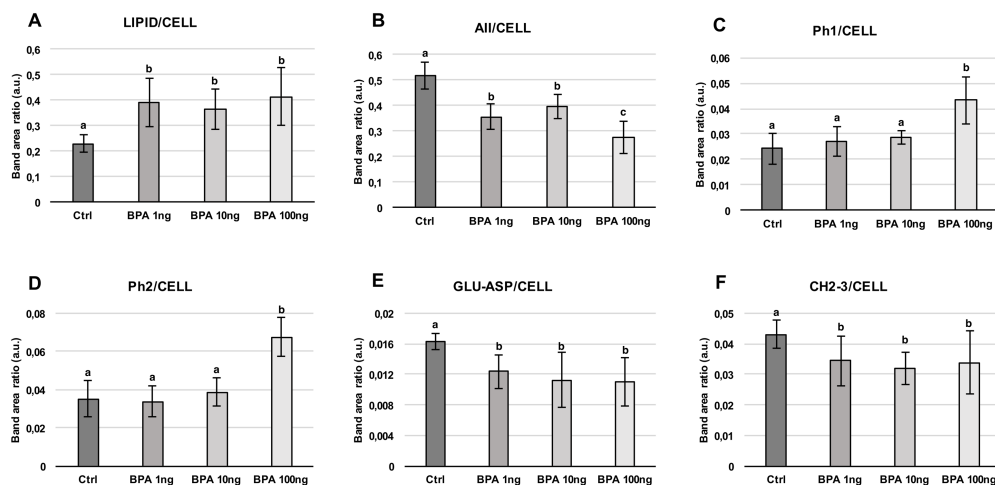 A
LIPID/CELL
Band area ratio (a.u.)
0,6
0,5
0,4
0,3
0,2
0,1
0
a
b
b
b
Ctrl BPA 1ng BPA 10ng BPA 100ng
B
AII/CELL
Band area ratio (a.u.)
0,6
0,5
0,4
0,3
0,2
0,1
0
a
b
b
c
Ctrl BPA 1ng BPA 10ng BPA 100ng
C
Ph1/CELL
Band area ratio (a.u.)
0,06
0,05
0,04
0,03
0,02
0,01
0,00
a
a
a
b
Ctrl BPA 1ng BPA 10ng BPA 100ng
D
Ph2/CELL
Band area ratio (a.u.)
0,08
0,06
0,04
0,02
0
a
a
a
b
Ctrl BPA 1ng BPA 10ng BPA 100ng
E
GLU-ASP/CELL
Band area ratio (a.u.)
0,02
0,016
0,012
0,008
0,004
0
a
b
b
b
Ctrl BPA 1ng BPA 10ng BPA 100ng
F
CH2-3/CELL
Band area ratio (a.u.)
0,05
0,04
0,03
0,02
0,01
0,00
a
b
b
b
Ctrl BPA 1ng BPA 10ng BPA 100ng